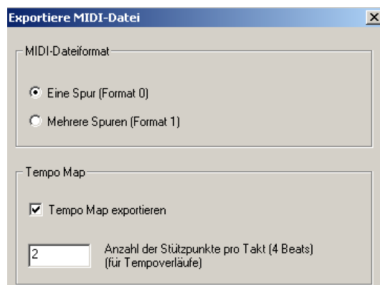 Exportiere MIDI-Datei
MIDI-Dateiformat
Eine Spur (Format 0)
Mehrere Spuren (Format 1)
Tempo Map
Tempo Map exportieren
2 Anzahl der Stützpunkte pro Takt (4 Beats)
(für Tempoverläufe)